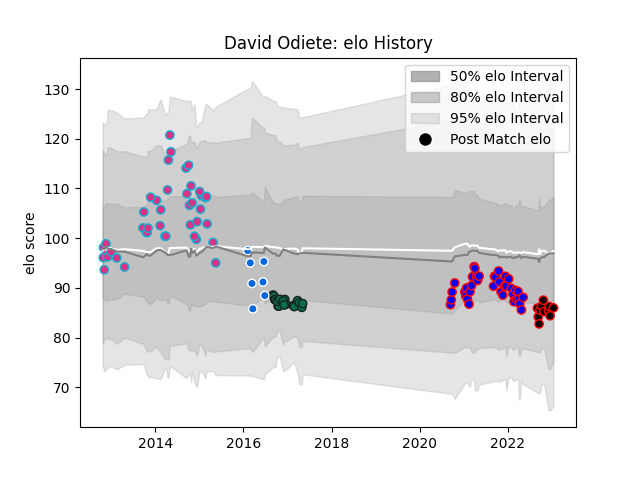 David Odiete: elo History
50% elo Interval
80% elo Interval
95% elo Interval
Post Match elo
elo score
130
120
110
100
90
80
70
2014
2016
2018
2020
2022